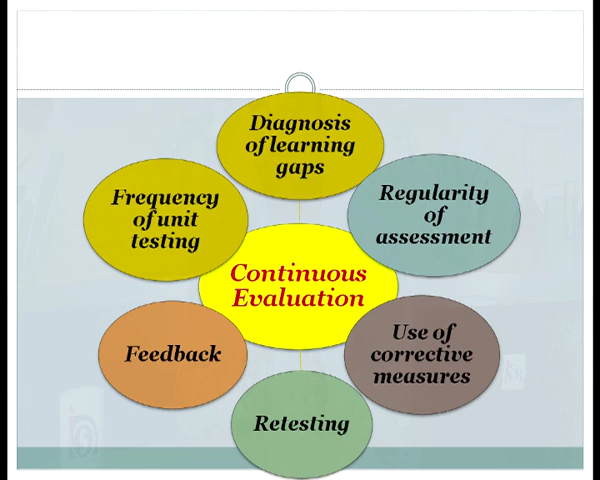 Diagnosis
of learning
gaps
Frequency
of unit
testing
Regularity
of
assessment
Continuous
Evaluation
Feedback
Use of
corrective
measures
Retesting